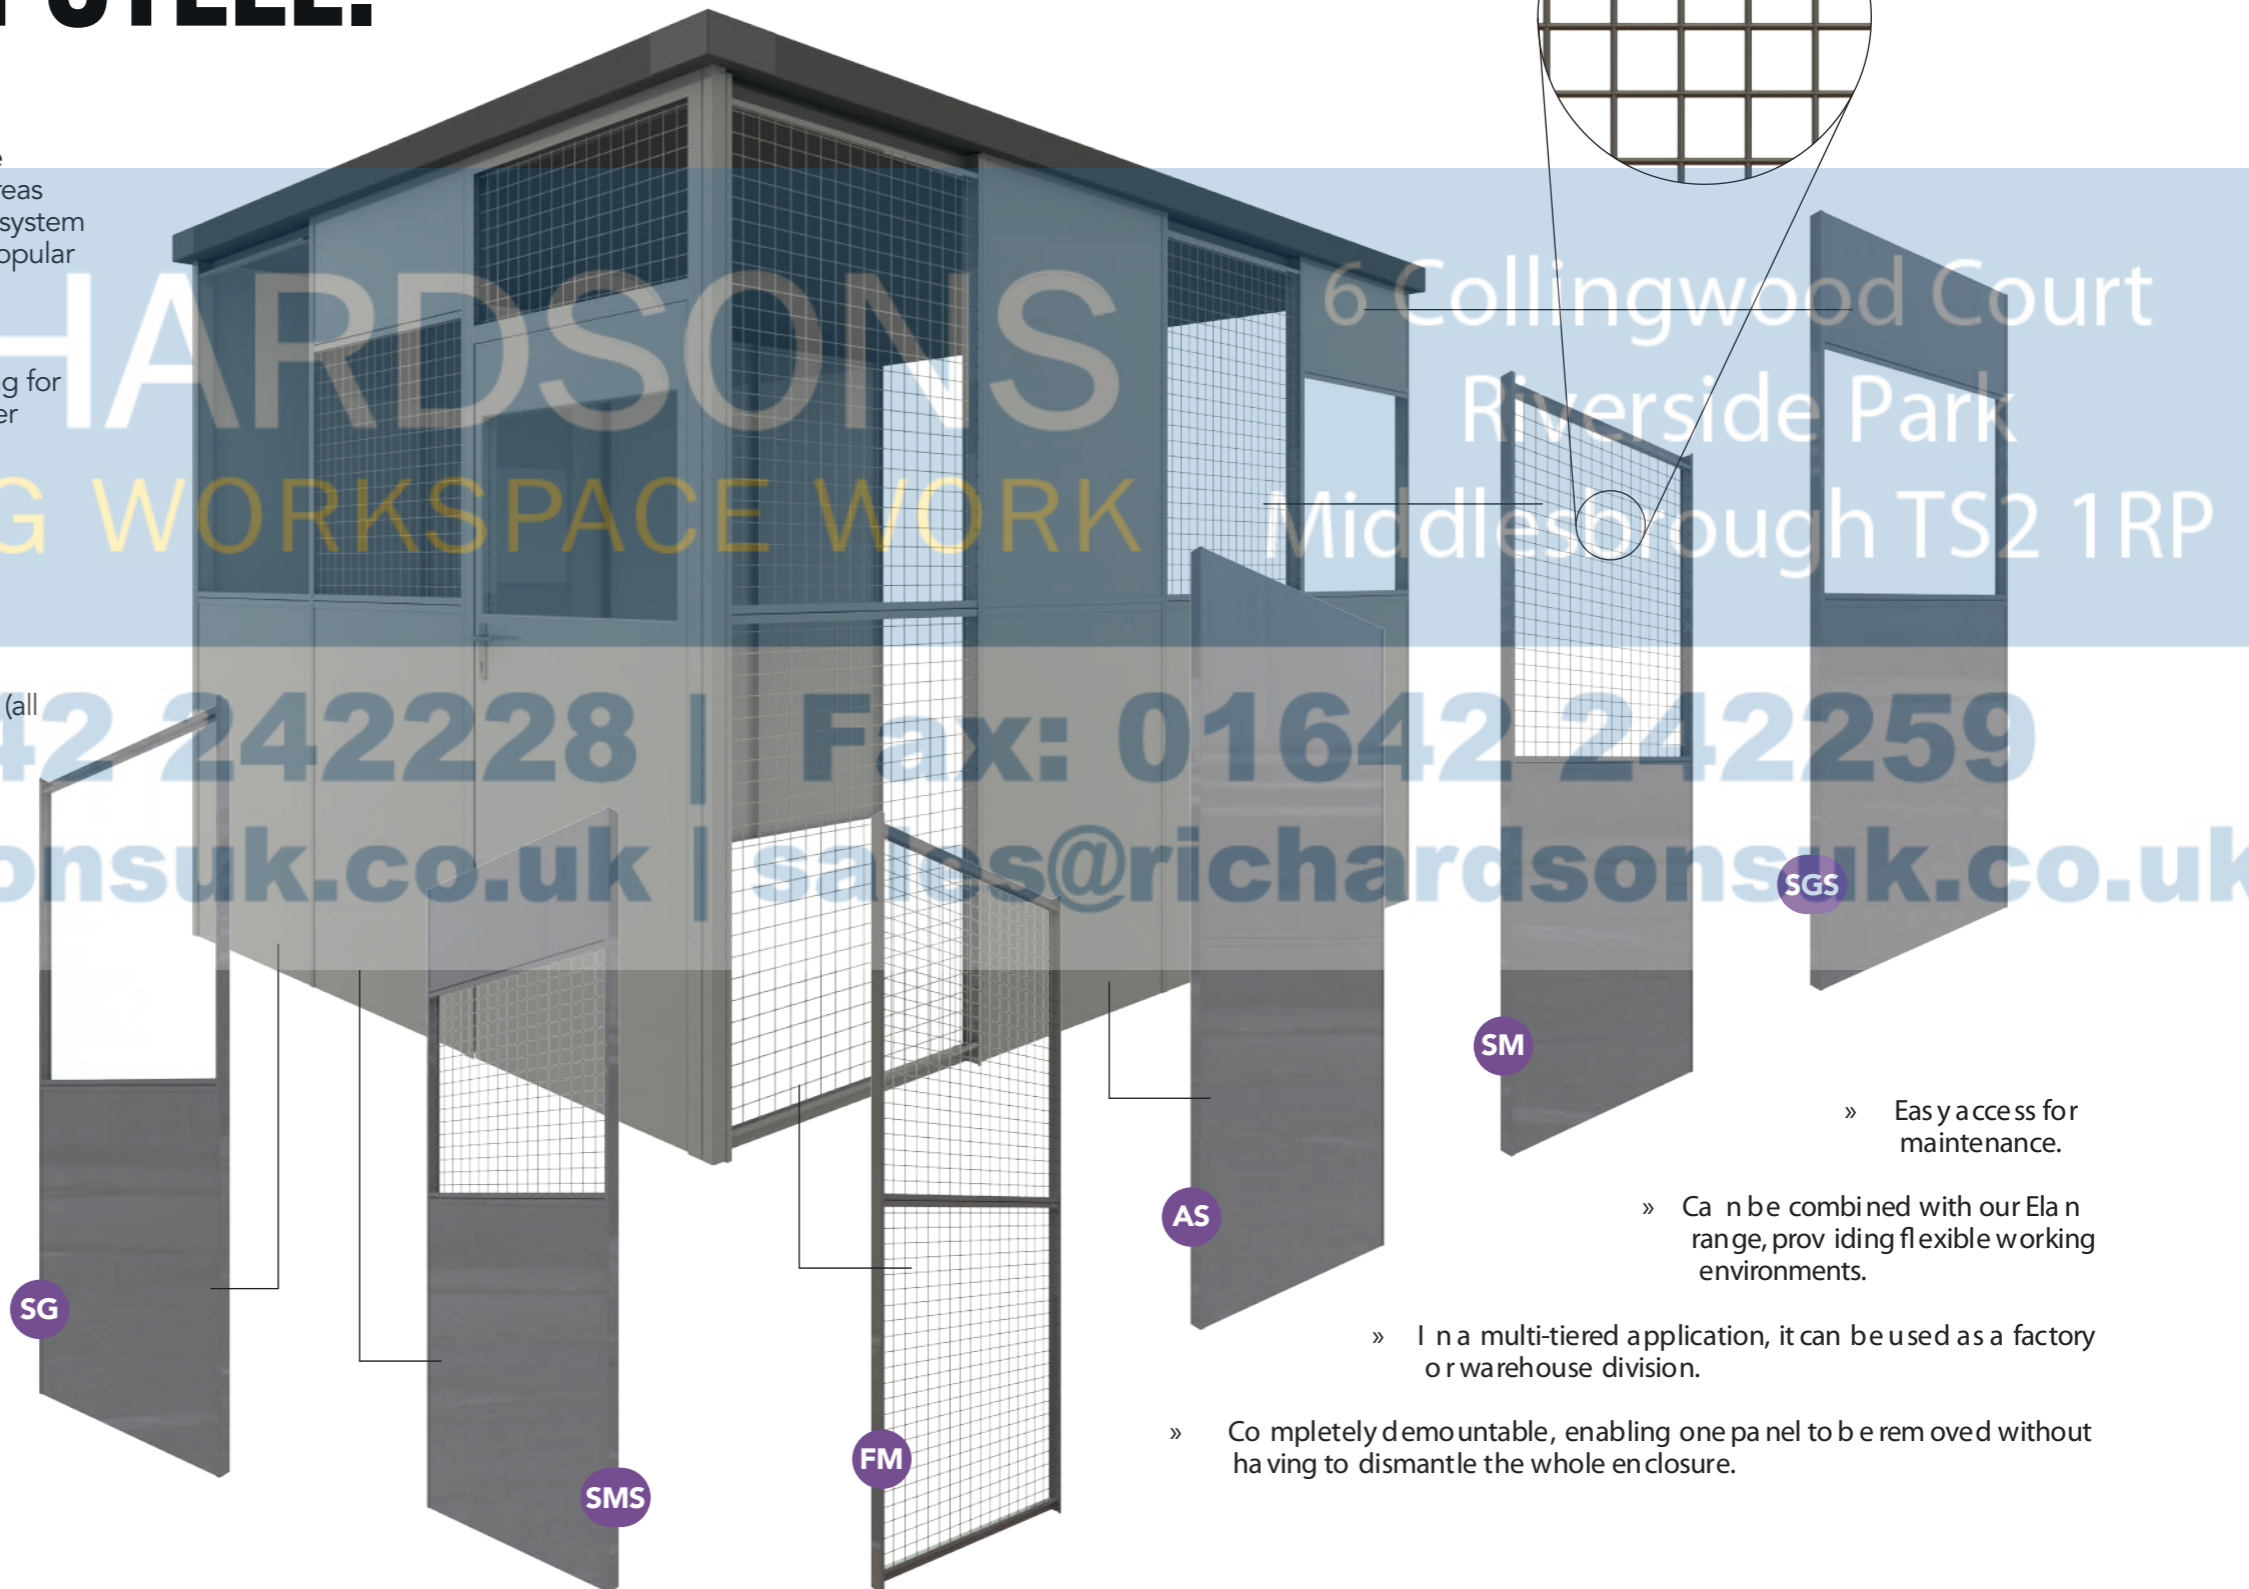 STEEL.
reas
system
opular
g for
er
(all
HARDSONS
G WORKSPACE WORK
6 Collingwood Court
Riverside Park
Middlesbrough TS2 1RP
42 242228 | Fax: 01642 242259
onsuk.co.uk | sales@richardsonsuk.co.uk
SGS
SM
AS
SG
FM
SMS
» Easy access for
maintenance.
» Can be combined with our Elan
range, providing flexible working
environments.
» In a multi-tiered application, it can be used as a factory
or warehouse division.
» Completely demountable, enabling one panel to be removed without
having to dismantle the whole enclosure.